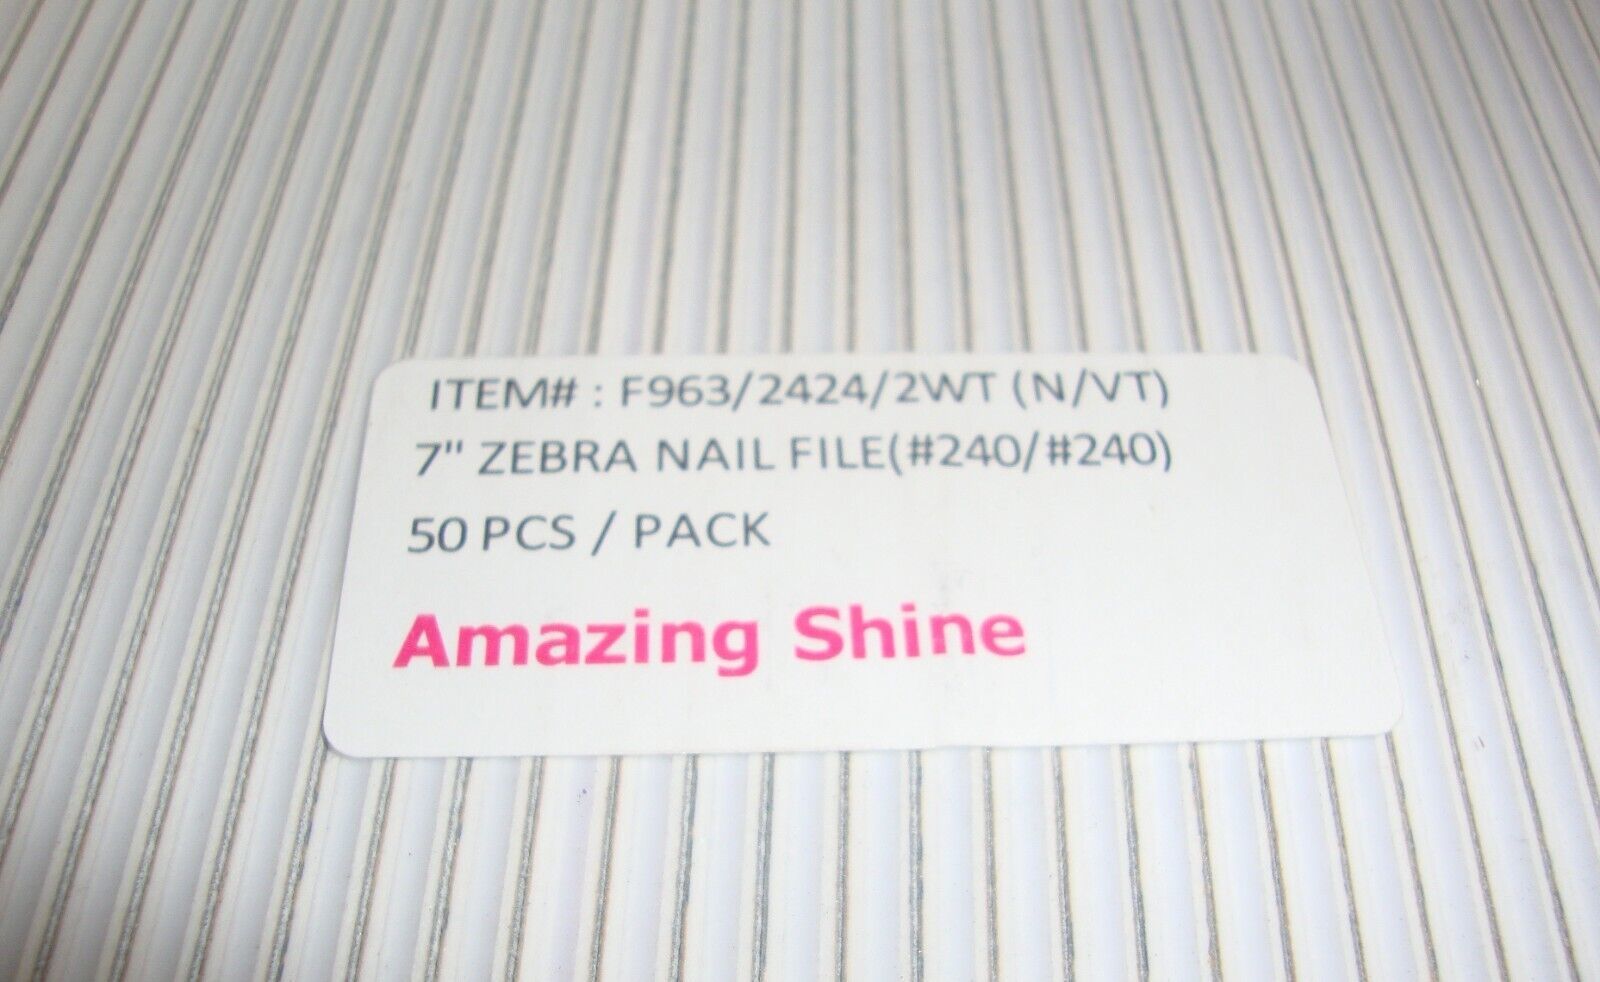 ITEM# : F963/2424/2WT (N/VT)
7" ZEBRA NAIL FILE(#240/#240)
50 PCS / PACK
Amazing Shine